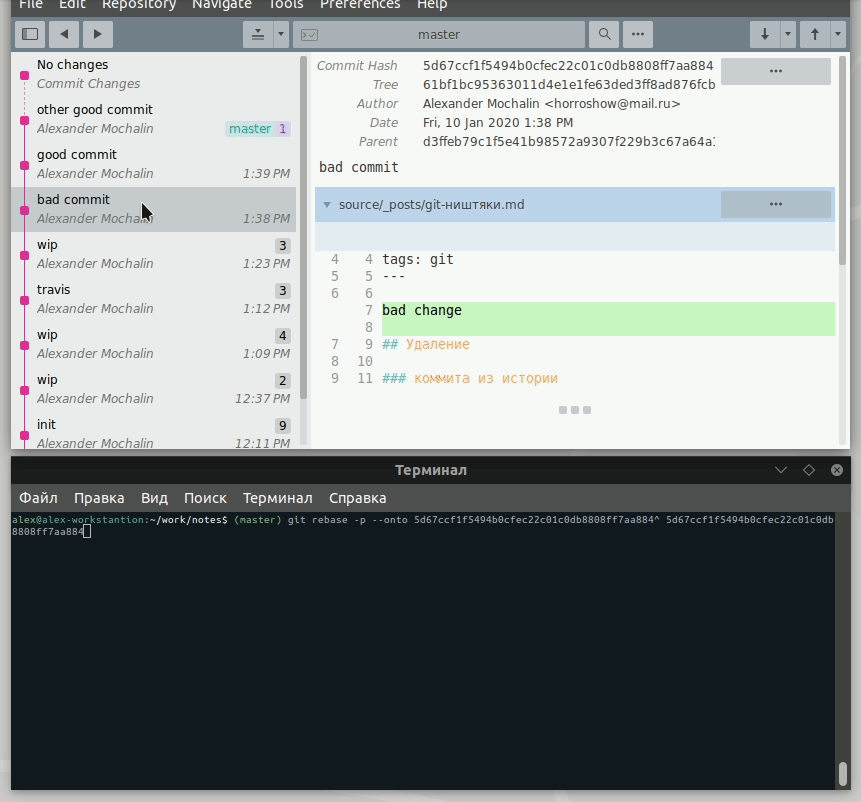 File Edit Repository Navigate Tools Preferences Help
master
No changes
Commit Changes
other good commit
Alexander Mochalin master 1
good commit
Alexander Mochalin 1:39 PM
bad commit
Alexander Mochalin 1:38 PM
wip 3
Alexander Mochalin 1:23 PM
travis 3
Alexander Mochalin 1:12 PM
wip 4
Alexander Mochalin 1:09 PM
wip 2
Alexander Mochalin 12:37 PM
init 9
Alexander Mochalin 12:11 PM
Commit Hash 5d67ccf1f5494b0cfec22c01c0db8808ff7aa884
Tree 61bf1bc95363011d4e1e1fe63ded3ff8ad876fcb
Author Alexander Mochalin <horroshow@mail.ru>
Date Fri, 10 Jan 2020 1:38 PM
Parent d3ffeb79c1f5e41b98572a9307f229b3c67a64a
bad commit
source/_posts/git-ништяки.md
4 4 tags: git
5 5 ---
6 6
7 bad change
8
7 9 ## Удаление
8 10
9 11 ### коммита из истории
Терминал
Файл Правка Вид Поиск Терминал Справка
alex@alex-workstantion:~/work/notes$ (master) git rebase -p --onto 5d67ccf1f5494b0cfec22c01c0db8808ff7aa884^ 5d67ccf1f5494b0cfec22c01c0db
8808ff7aa884